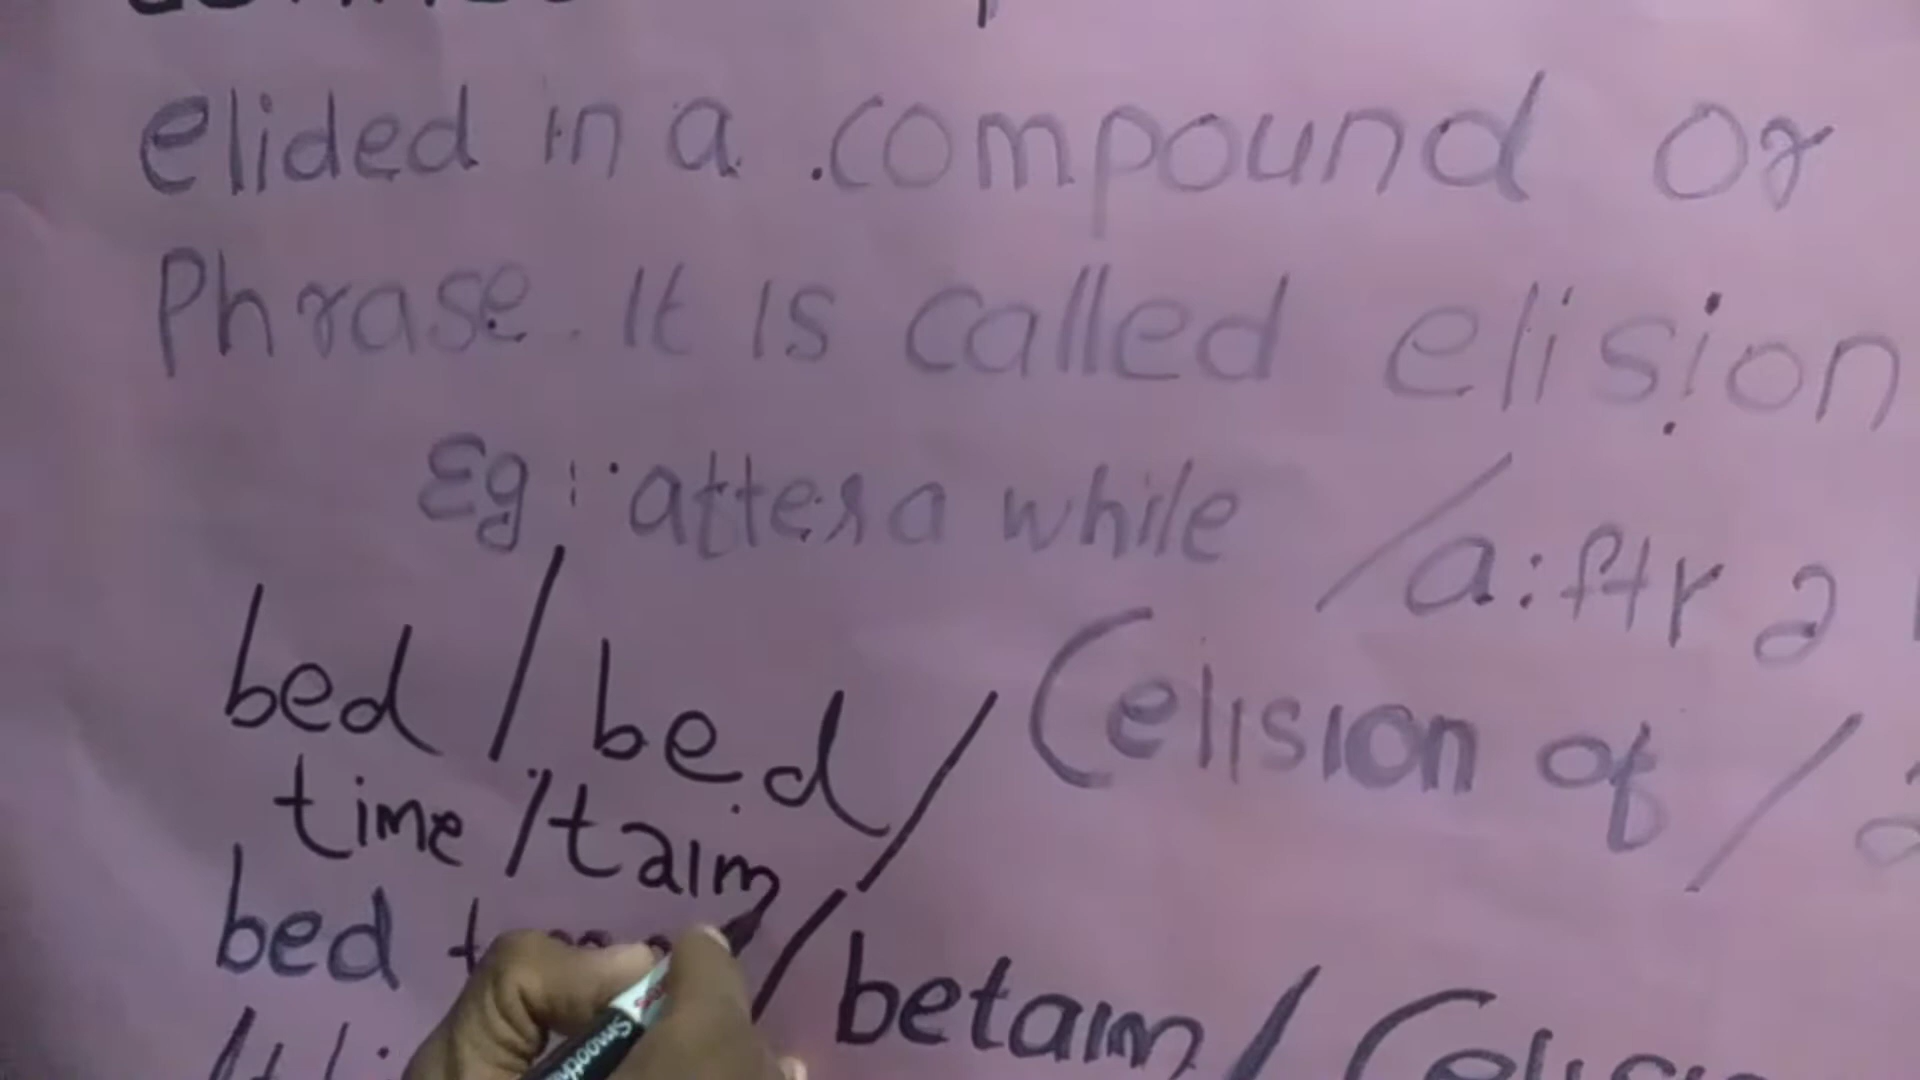 elided in a compound or
Phrase. It is called elision
Eg: after a while /a:ftr ə
bed / bed / (elision of /
time /taim
bed / betaim / (elisio